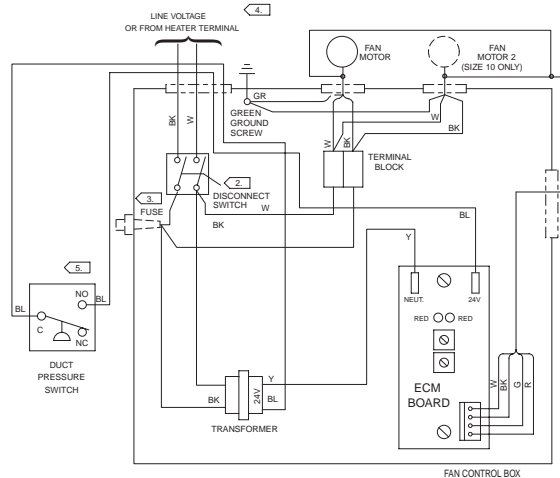 4.
LINE VOLTAGE
OR FROM HEATER TERMINAL
FAN
MOTOR
FAN
MOTOR 2
(SIZE 10 ONLY)
GR
GREEN
GROUND
SCREW
BK
W
W
BK
W
BK
TERMINAL
BLOCK
2.
DISCONNECT
SWITCH
3.
FUSE
W
BK
BL
Y
5.
NO
BL
BL
C
NC
DUCT
PRESSURE
SWITCH
NEUT.
24V
RED
RED
ECM
BOARD
W
BK
G
R
Y
BK
24V
BL
TRANSFORMER
FAN CONTROL BOX